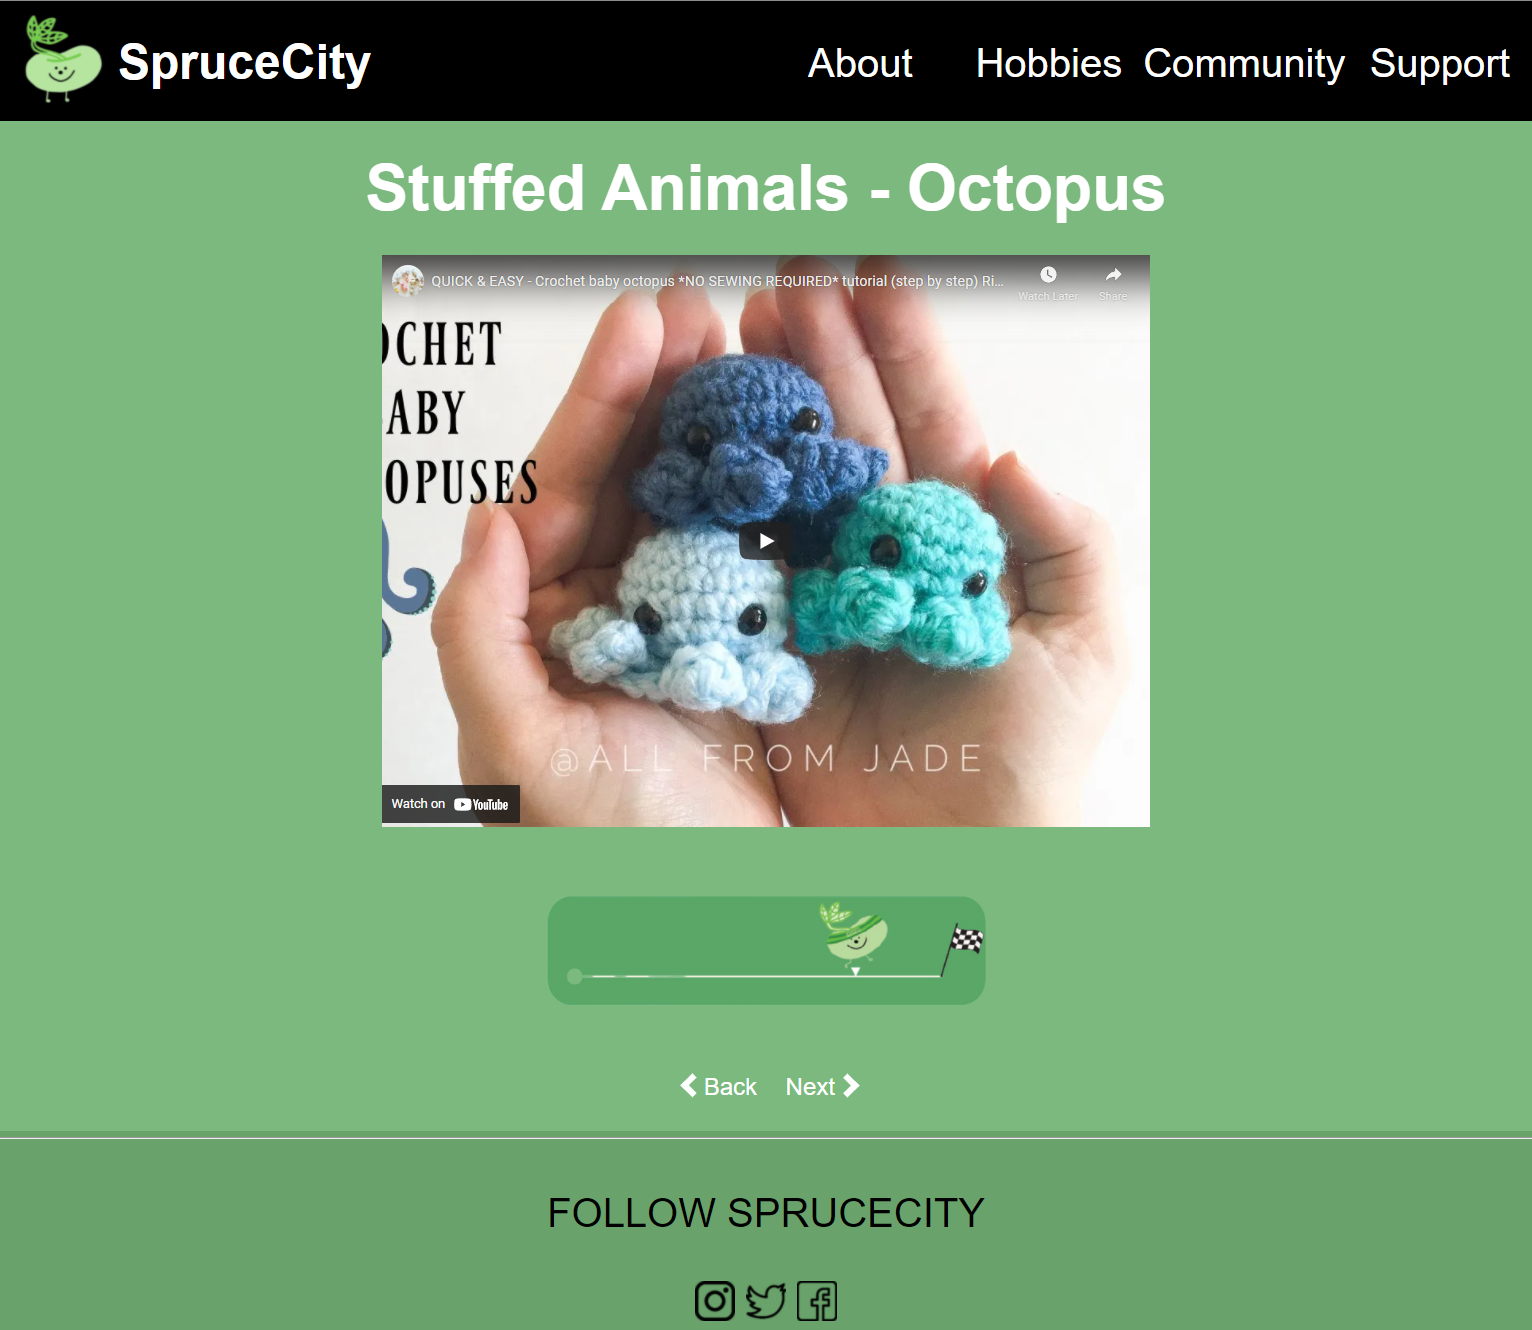 SpruceCity
About Hobbies Community Support
Stuffed Animals - Octopus
QUICK & EASY - Crochet baby octopus *NO SEWING REQUIRED* tutorial (step by step) Ri...
Watch Later Share
OCHET
ABY
OPUSES
@ALL FROM JADE
Watch on YouTube
Back Next
FOLLOW SPRUCECITY